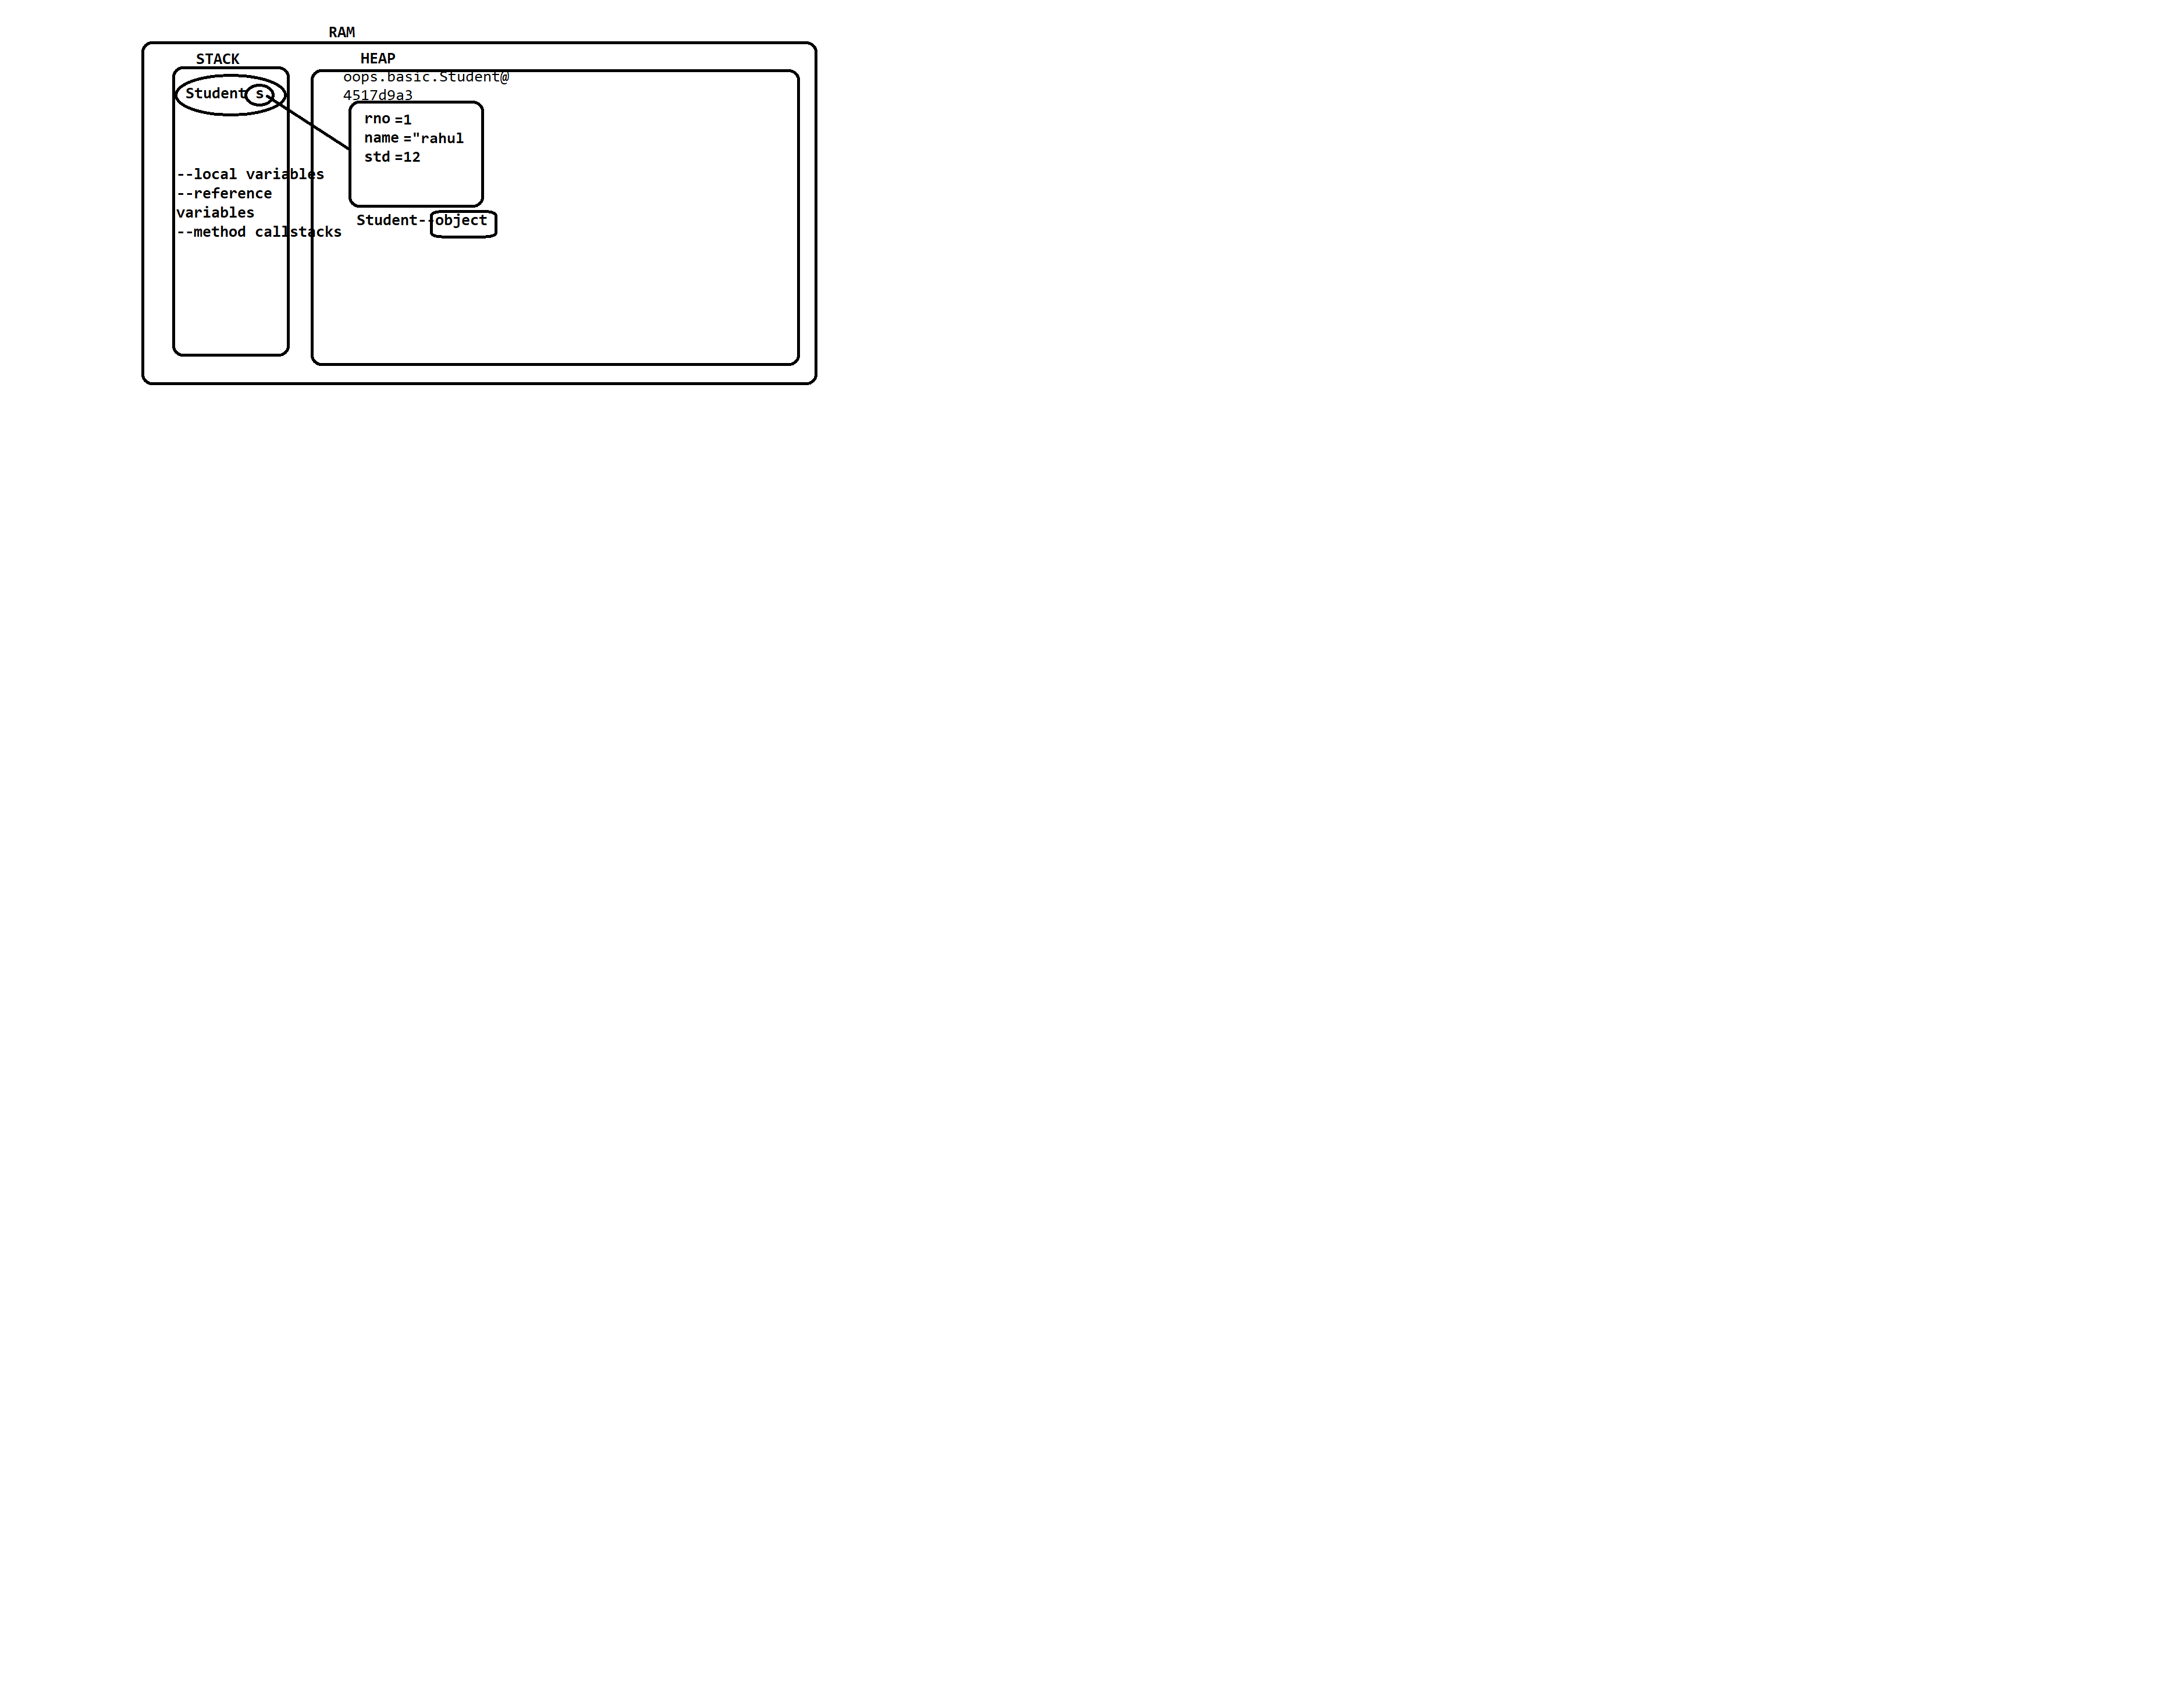 RAM
STACK
HEAP
Student s
oops.basic.Student@
4517d9a3
rno =1
name ="rahul
std =12
--local variables
--reference
variables
--method callstacks
Student--object